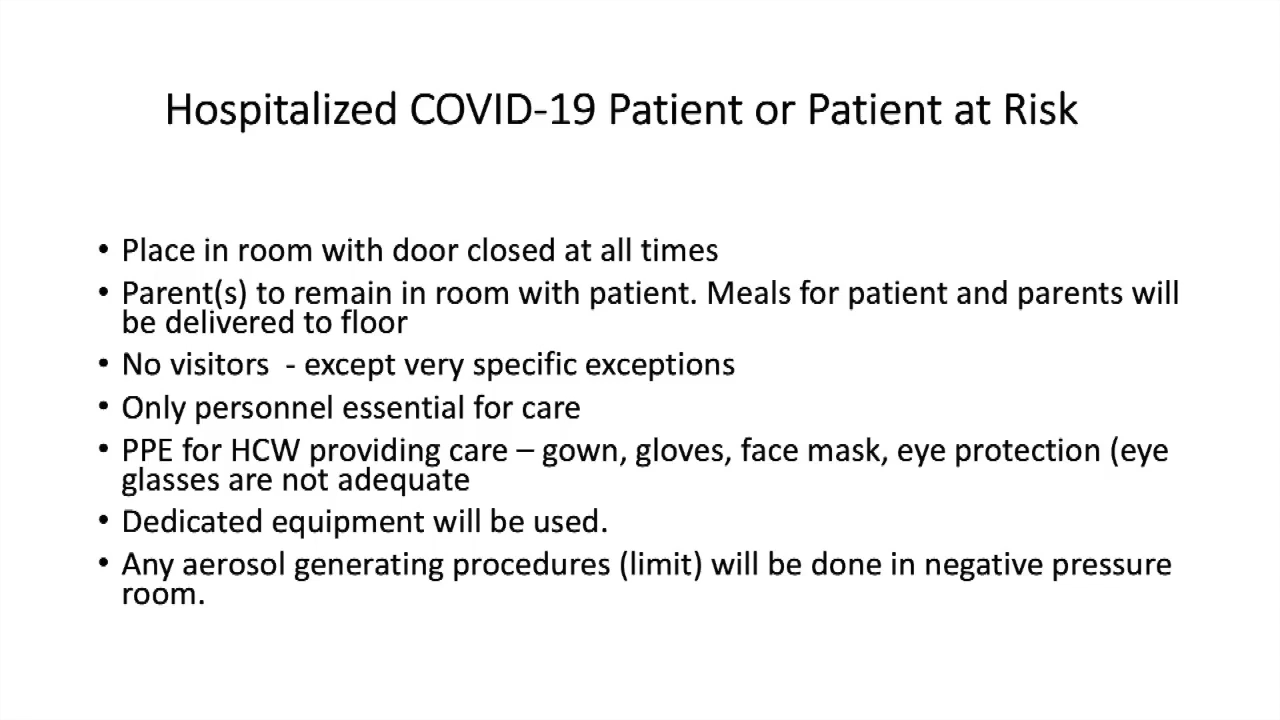 Hospitalized COVID-19 Patient or Patient at Risk
• Place in room with door closed at all times
• Parent(s) to remain in room with patient. Meals for patient and parents will
be delivered to floor
• No visitors  - except very specific exceptions
• Only personnel essential for care
• PPE for HCW providing care – gown, gloves, face mask, eye protection (eye
glasses are not adequate
• Dedicated equipment will be used.
• Any aerosol generating procedures (limit) will be done in negative pressure
room.